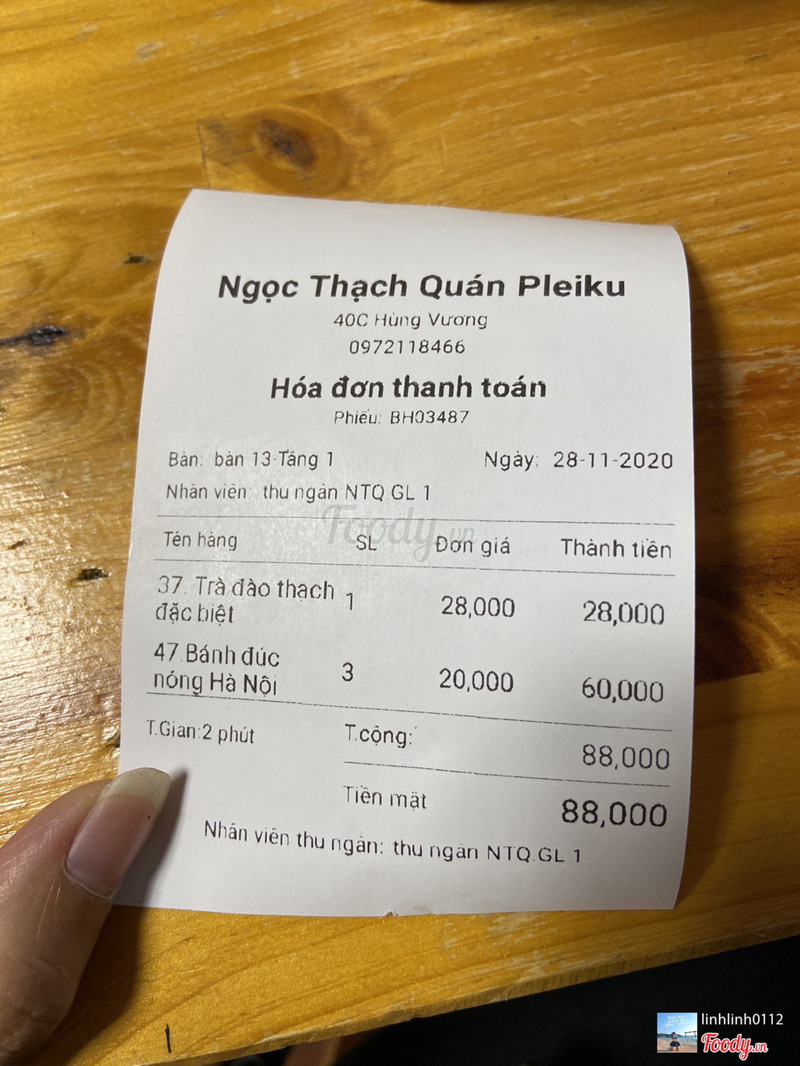 Ngọc Thạch Quán Pleiku
40C Hùng Vương
0972118466
Hóa đơn thanh toán
Phiếu: BH03487
Bàn: bàn 13-Tầng 1 Ngày: 28-11-2020
Nhân viên: thu ngân NTQ.GL 1
Foody.vn
Tên hàng SL Đơn giá Thành tiền
37. Trà đào thạch 1 28,000 28,000
đặc biệt
47.Bánh đúc 3 20,000 60,000
nóng Hà Nội
T.Gian:2 phút T.cộng: 88,000
Tiền mặt 88,000
Nhân viên thu ngân: thu ngân NTQ.GL 1
linhlinh0112
Foody.vn